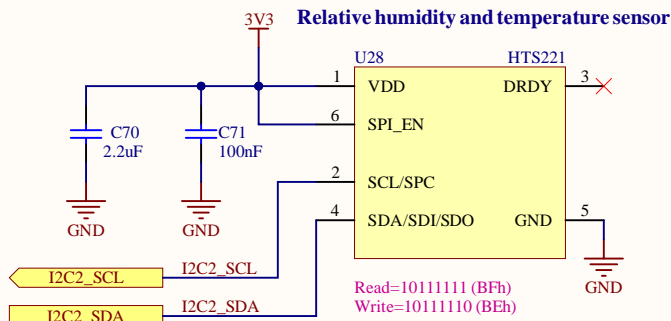 Relative humidity and temperature sensor
3V3
U28 HTS221
1 VDD DRDY 3
6 SPI_EN
C70 C71
2.2uF 100nF
2 SCL/SPC
4 SDA/SDI/SDO GND 5
GND GND
I2C2_SCL I2C2_SCL
GND
Read=10111111 (BFh)
I2C2_SDA I2C2_SDA
Write=10111110 (BEh)